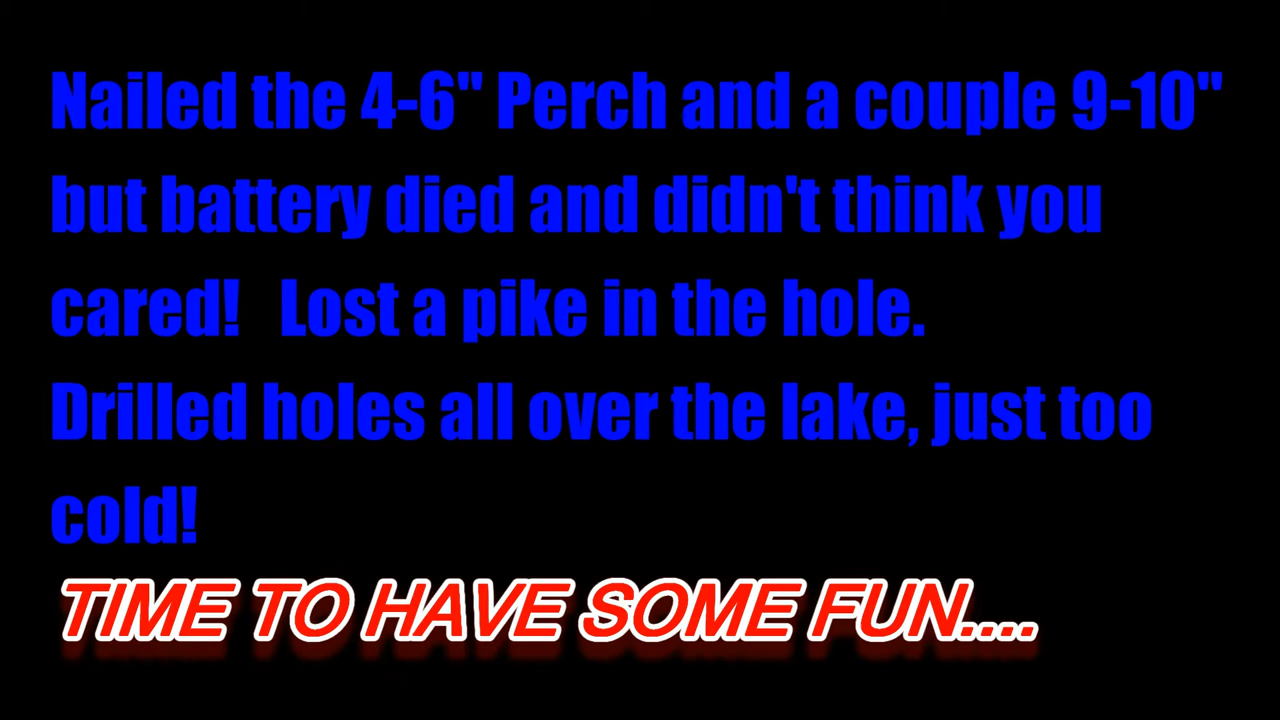 Nailed the 4-6" Perch and a couple 9-10"
but battery died and didn't think you
cared!   Lost a pike in the hole.
Drilled holes all over the lake, just too
cold!
TIME TO HAVE SOME FUN....